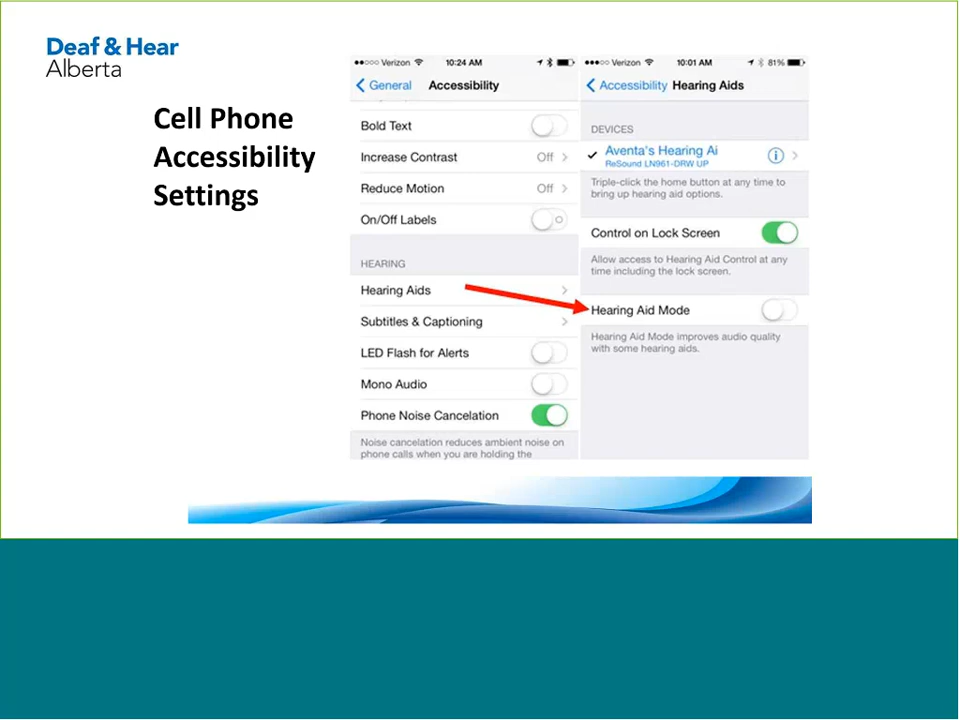 Deaf & Hear
Alberta
Cell Phone
Accessibility
Settings
Verizon 10:24 AM
General Accessibility
Bold Text
Increase Contrast Off
Reduce Motion Off
On/Off Labels
HEARING
Hearing Aids
Subtitles & Captioning
LED Flash for Alerts
Mono Audio
Phone Noise Cancelation
Noise cancelation reduces ambient noise on
phone calls when you are holding the
Verizon 10:01 AM 81%
Accessibility Hearing Aids
DEVICES
Aventa's Hearing Ai
ReSound LN961-DRW UP
Triple-click the home button at any time to
bring up hearing aid options.
Control on Lock Screen
Allow access to Hearing Aid Control at any
time including the lock screen.
Hearing Aid Mode
Hearing Aid Mode improves audio quality
with some hearing aids.